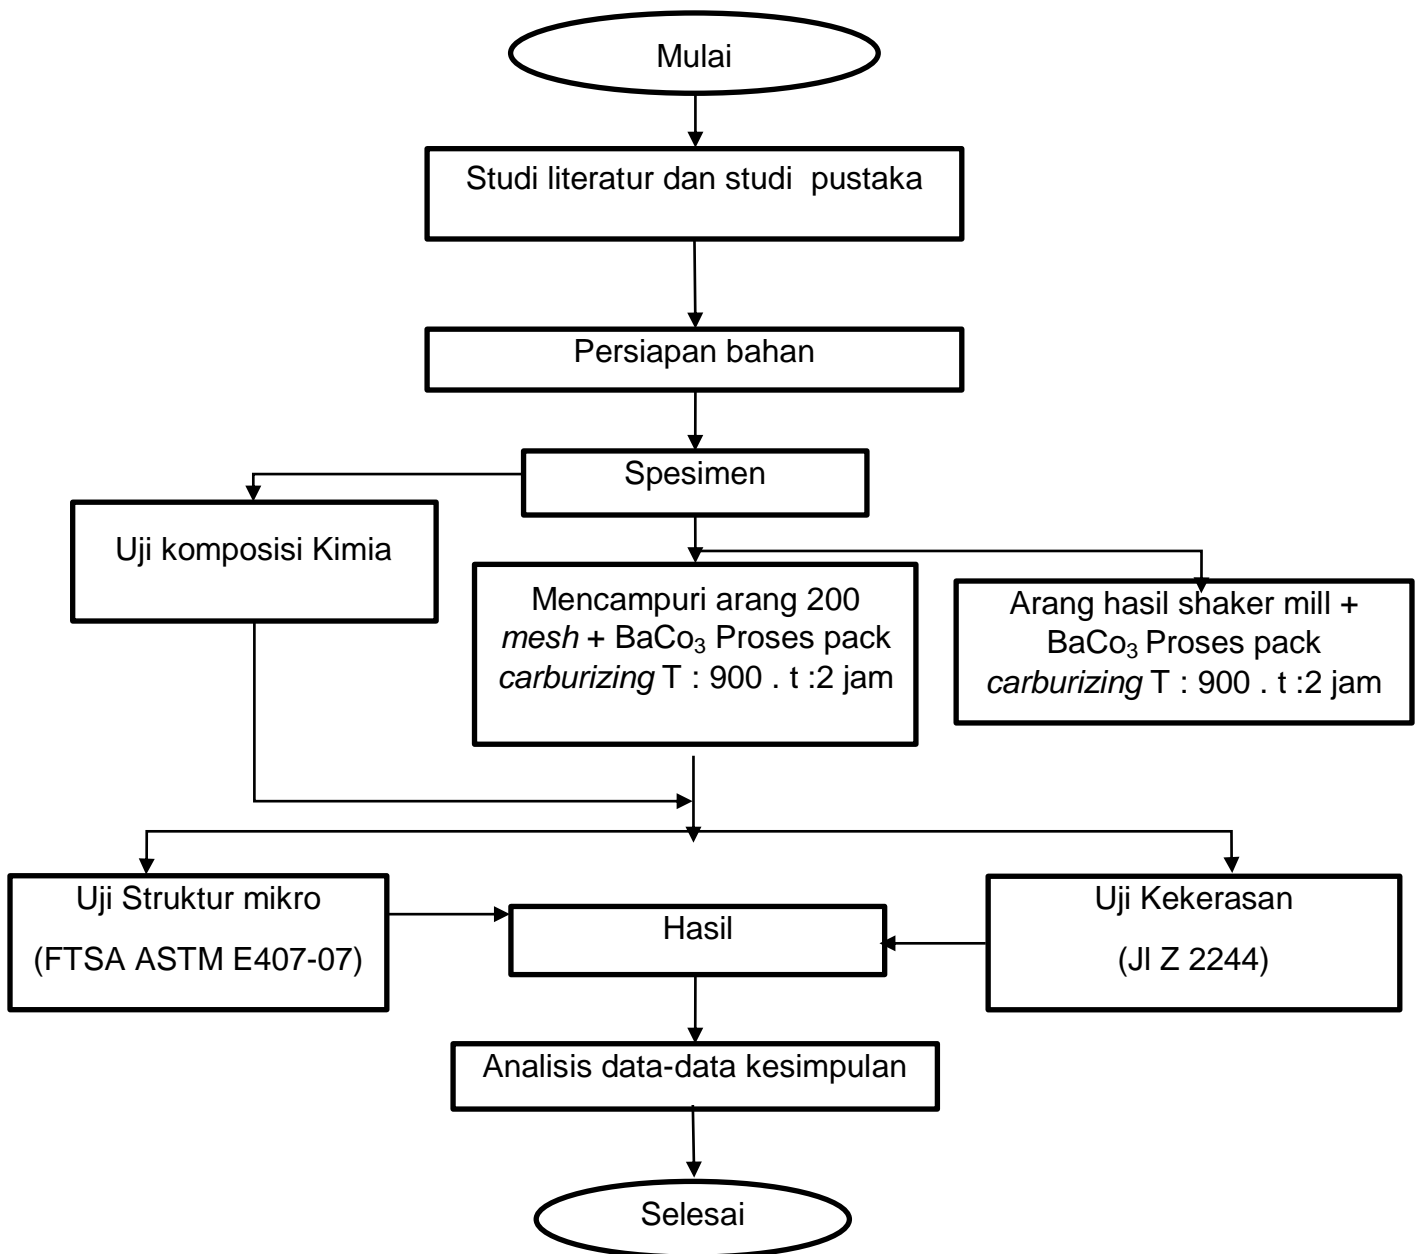 Mulai
Studi literatur dan studi pustaka
Persiapan bahan
Spesimen
Uji komposisi Kimia
Mencampuri arang 200
mesh + BaCo₃ Proses pack
carburizing T : 900 . t :2 jam
Arang hasil shaker mill +
BaCo₃ Proses pack
carburizing T : 900 . t :2 jam
Uji Struktur mikro
(FTSA ASTM E407-07)
Hasil
Uji Kekerasan
(JI Z 2244)
Analisis data-data kesimpulan
Selesai